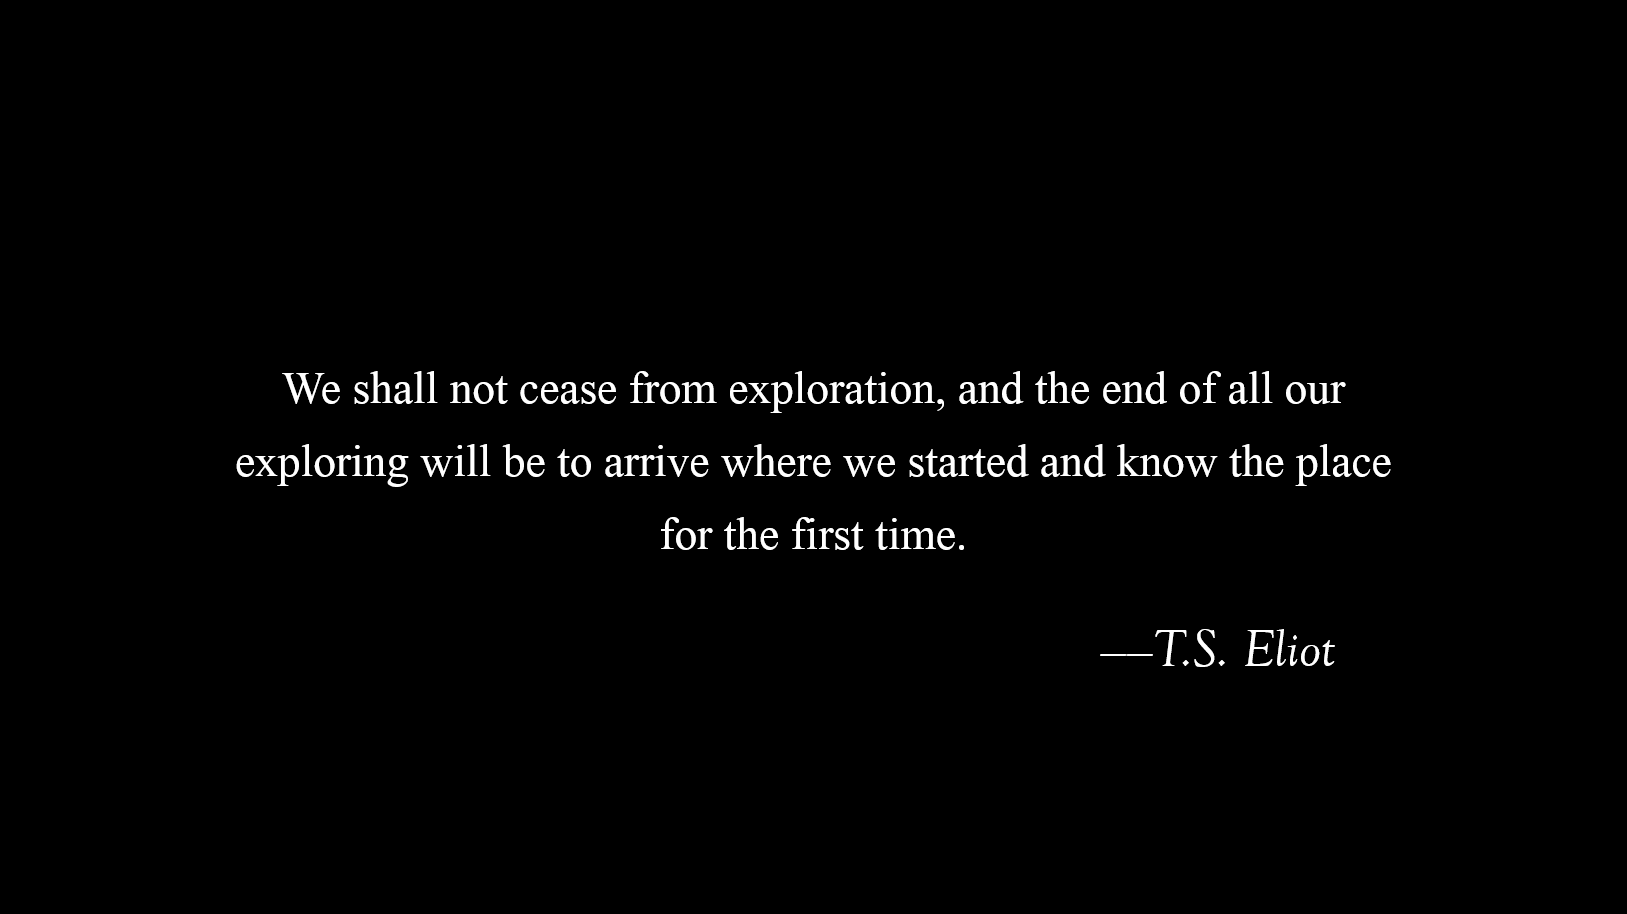 We shall not cease from exploration, and the end of all our
exploring will be to arrive where we started and know the place
for the first time.
—T.S. Eliot